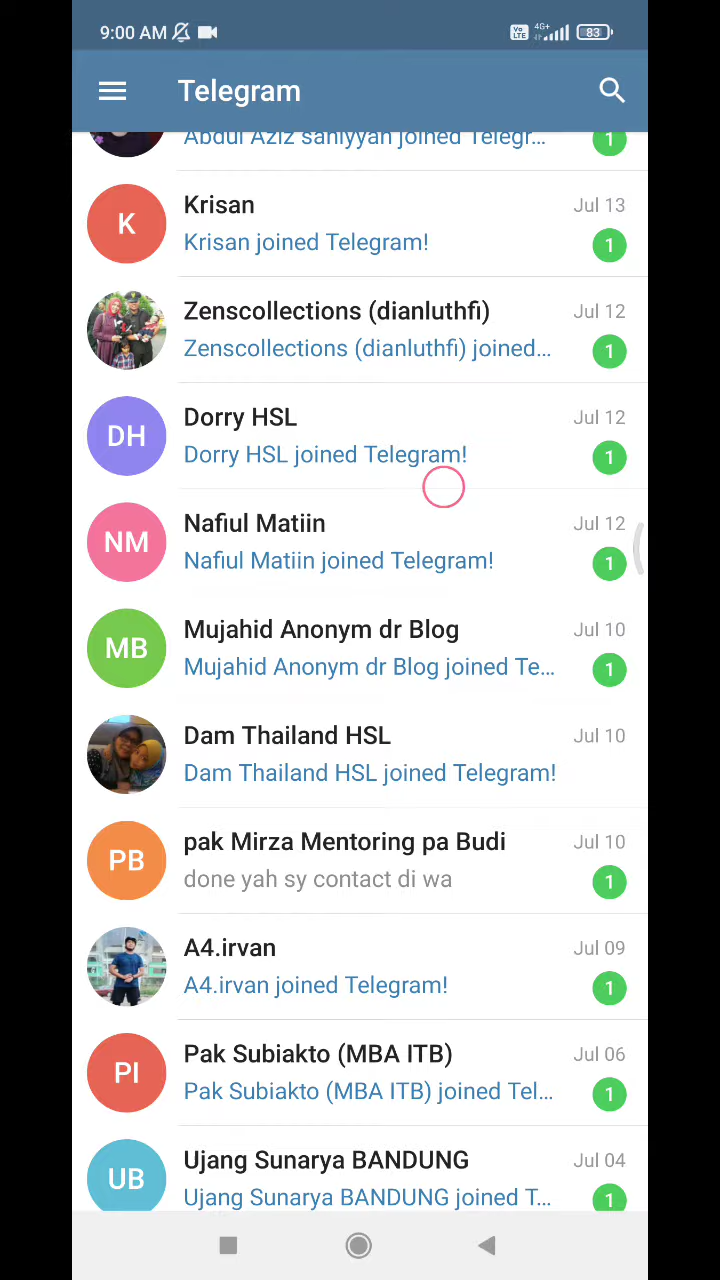 9:00 AM
Vo LTE
4G+
83
Telegram
Abdul Aziz sahiyyah joined Telegr...
1
K
Krisan
Jul 13
Krisan joined Telegram!
1
Zenscollections (dianluthfi)
Jul 12
Zenscollections (dianluthfi) joined...
1
DH
Dorry HSL
Jul 12
Dorry HSL joined Telegram!
1
NM
Nafiul Matiin
Jul 12
Nafiul Matiin joined Telegram!
1
MB
Mujahid Anonym dr Blog
Jul 10
Mujahid Anonym dr Blog joined Te...
1
Dam Thailand HSL
Jul 10
Dam Thailand HSL joined Telegram!
PB
pak Mirza Mentoring pa Budi
Jul 10
done yah sy contact di wa
1
A4.irvan
Jul 09
A4.irvan joined Telegram!
1
PI
Pak Subiakto (MBA ITB)
Jul 06
Pak Subiakto (MBA ITB) joined Tel...
1
UB
Ujang Sunarya BANDUNG
Jul 04
Ujang Sunarya BANDUNG joined T...
1